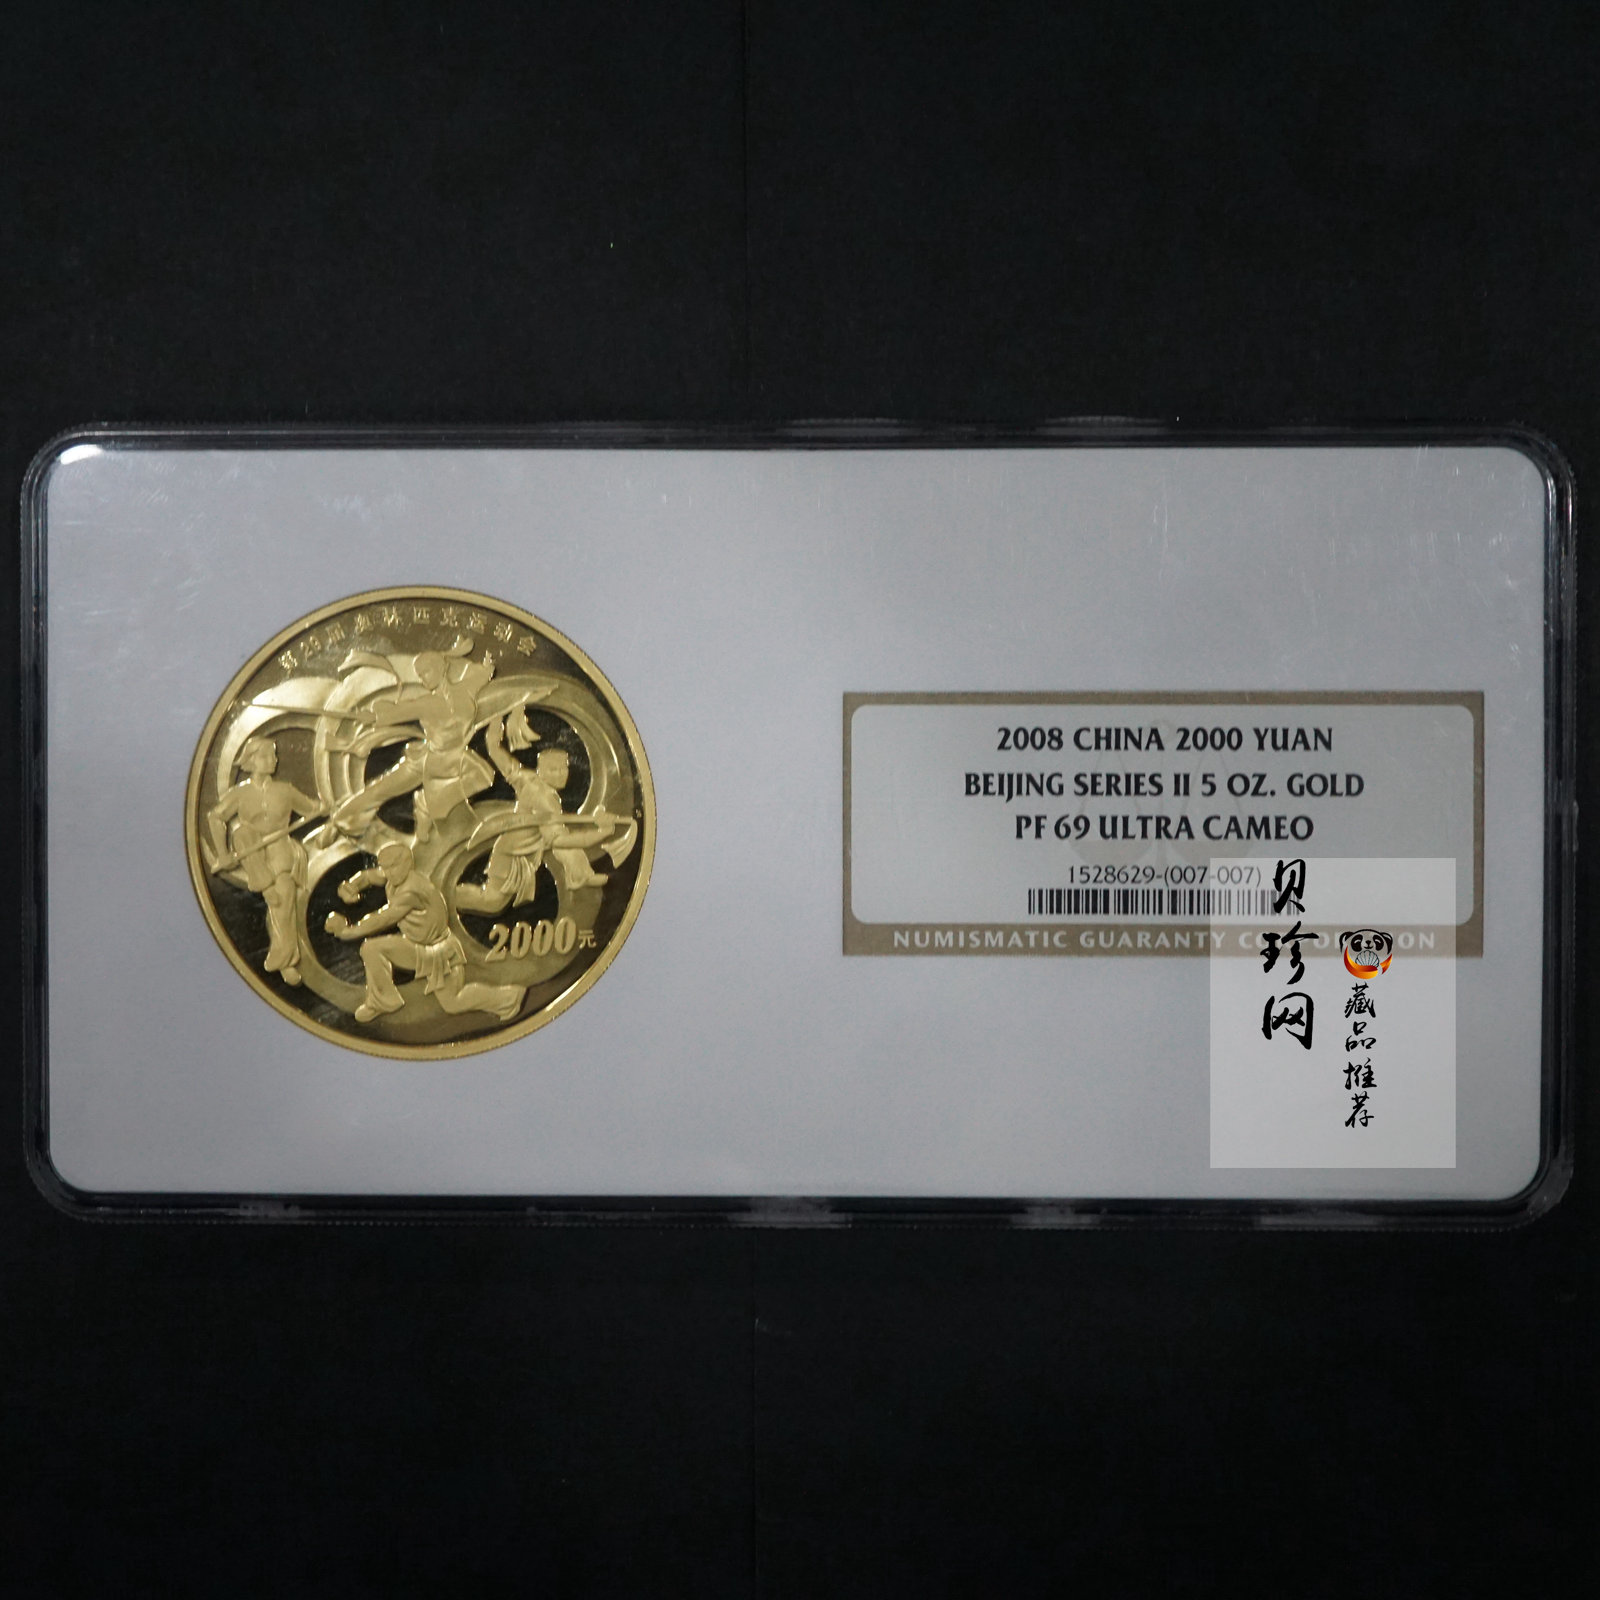 第29届奥林匹克运动会
2000元
2008 CHINA 2000 YUAN
BEIJING SERIES II 5 OZ. GOLD
PF 69 ULTRA CAMEO
1528629-(007-007)
NUMISMATIC GUARANTY CORPORATION
贝珍网
藏品推荐